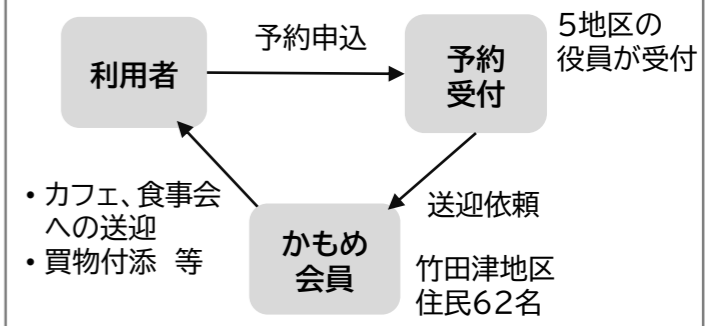 予約申込
5地区の
役員が受付
利用者
予約
受付
・カフェ、食事会
への送迎
・買物付添 等
送迎依頼
かもめ
会員
竹田津地区
住民62名